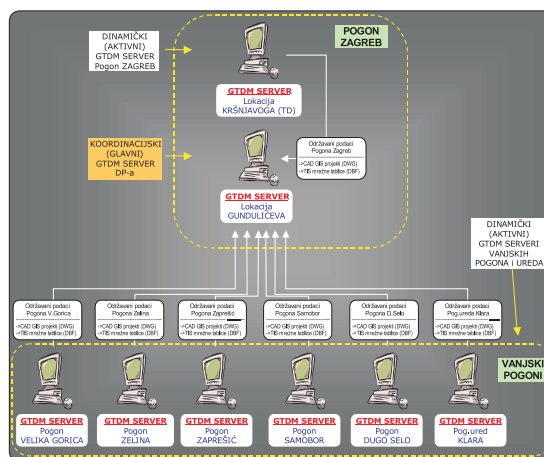 DINAMIČKI
(AKTIVNI)
GTDM SERVER
Pogon ZAGREB
POGON
ZAGREB
GTDM SERVER
Lokacija
KRŠNJAVOGA (TD)
KOORDINACIJSKI
(GLAVNI)
GTDM SERVER
DP-a
Održavani podaci
Pogona Zagreb
->CAD GIS projekti (DWG)
->TIS mrežne tablice (DBF)
GTDM SERVER
Lokacija
GUNDULIĆEVA
DINAMIČKI
(AKTIVNI)
GTDM SERVERI
VANJSKIH
POGONA i UREDA
Održavani podaci
Pogona V.Gorica
->CAD GIS projekti (DWG)
->TIS mrežne tablice (DBF)
Održavani podaci
Pogona Zelina
->CAD GIS projekti (DWG)
->TIS mrežne tablice (DBF)
Održavani podaci
Pogona Zaprešić
->CAD GIS projekti (DWG)
->TIS mrežne tablice (DBF)
Održavani podaci
Pogona Samobor
->CAD GIS projekti (DWG)
->TIS mrežne tablice (DBF)
Održavani podaci
Pogona D.Selo
->CAD GIS projekti (DWG)
->TIS mrežne tablice (DBF)
Održavani podaci
Pog.ureda Klara
->CAD GIS projekti (DWG)
->TIS mrežne tablice (DBF)
VANJSKI
POGONI
GTDM SERVER
Pogon
VELIKA GORICA
GTDM SERVER
Pogon
ZELINA
GTDM SERVER
Pogon
ZAPREŠIĆ
GTDM SERVER
Pogon
SAMOBOR
GTDM SERVER
Pogon
DUGO SELO
GTDM SERVER
Pog.ured
KLARA